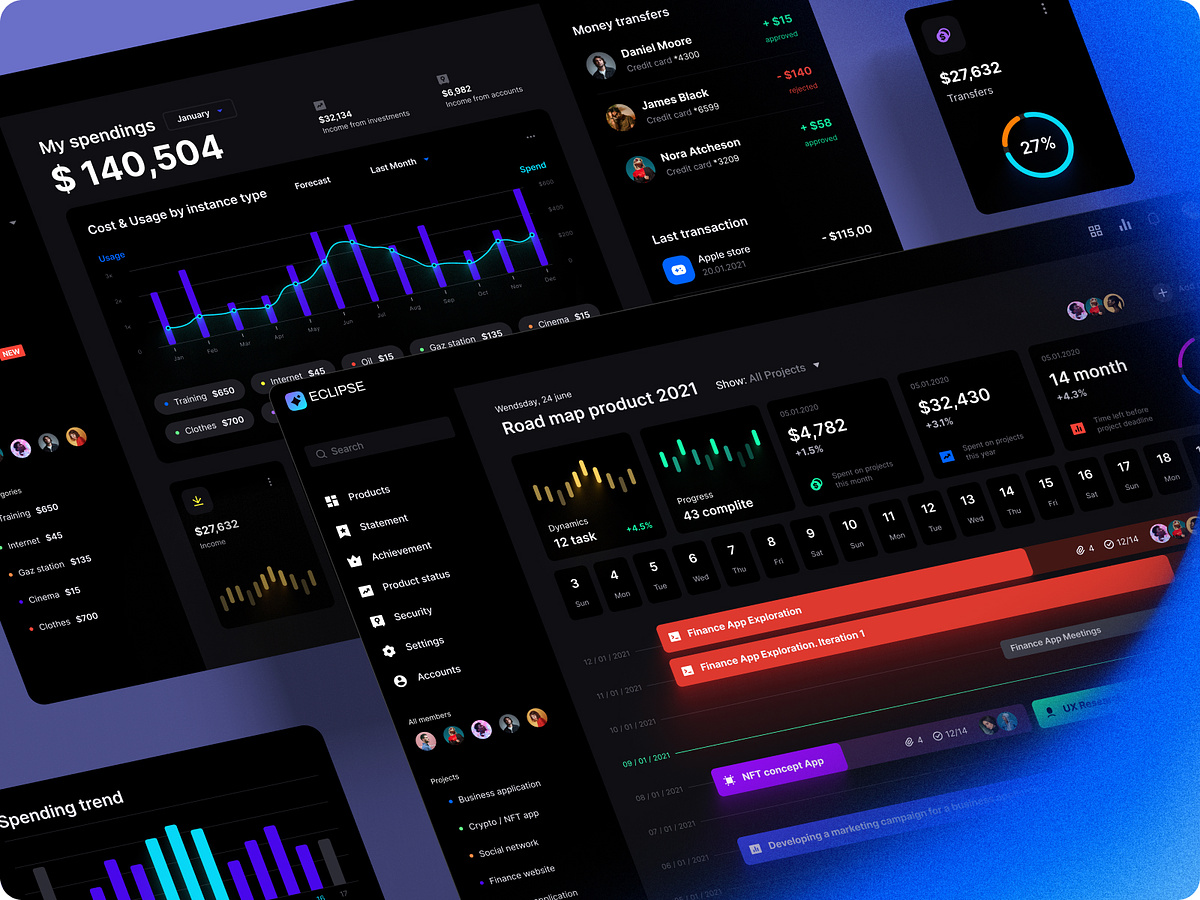 My spendings
January
$ 140,504
$32,134
Income from investments
$6,982
Income from accounts
Cost & Usage by instance type
Forecast
Last Month
Usage
Spend
3x
2x
1x
0
$600
$400
$200
0
Jan
Feb
Mar
Apr
May
Jun
Jul
Aug
Sep
Oct
Nov
Dec
Training $650
Internet $45
Oil $15
Gaz station $135
Cinema $15
Clothes $700
NEW
gories
Training $650
Internet $45
Gaz station $135
Cinema $15
Clothes $700
$27,632
Income
Money transfers
Daniel Moore
Credit card *4300
+ $15
approved
James Black
Credit card *6599
- $140
rejected
Nora Atcheson
Credit card *3209
+ $58
approved
Last transaction
Apple store
20.01.2021
- $115,00
$27,632
Transfers
27%
Spending trend
16
17
ECLIPSE
Search
Products
Statement
Achievement
Product status
Security
Settings
Accounts
All members
Projects
Business application
Crypto / NFT app
Social network
Finance website
pplication
Wendsday, 24 june
Road map product 2021
Show: All Projects
Dynamics
12 task
+4.5%
Progress
43 complite
05.01.2020
$4,782
+1.5%
Spent on projects
this month
05.01.2020
$32,430
+3.1%
Spent on projects
this year
05.01.2020
14 month
+4.3%
Time left before
project deadline
3 Sun
4 Mon
5 Tue
6 Wed
7 Thu
8 Fri
9 Sat
10 Sun
11 Mon
12 Tue
13 Wed
14 Thu
15 Fri
16 Sat
17 Sun
18 Mon
12 / 01 / 2021
Finance App Exploration
4
12/14
11 / 01 / 2021
Finance App Exploration. Iteration 1
10 / 01 / 2021
Finance App Meetings
09 / 01 / 2021
08 / 01 / 2021
NFT concept App
4
12/14
UX Resea
07 / 01 / 2021
06 / 01 / 2021
Developing a marketing campaign for a business